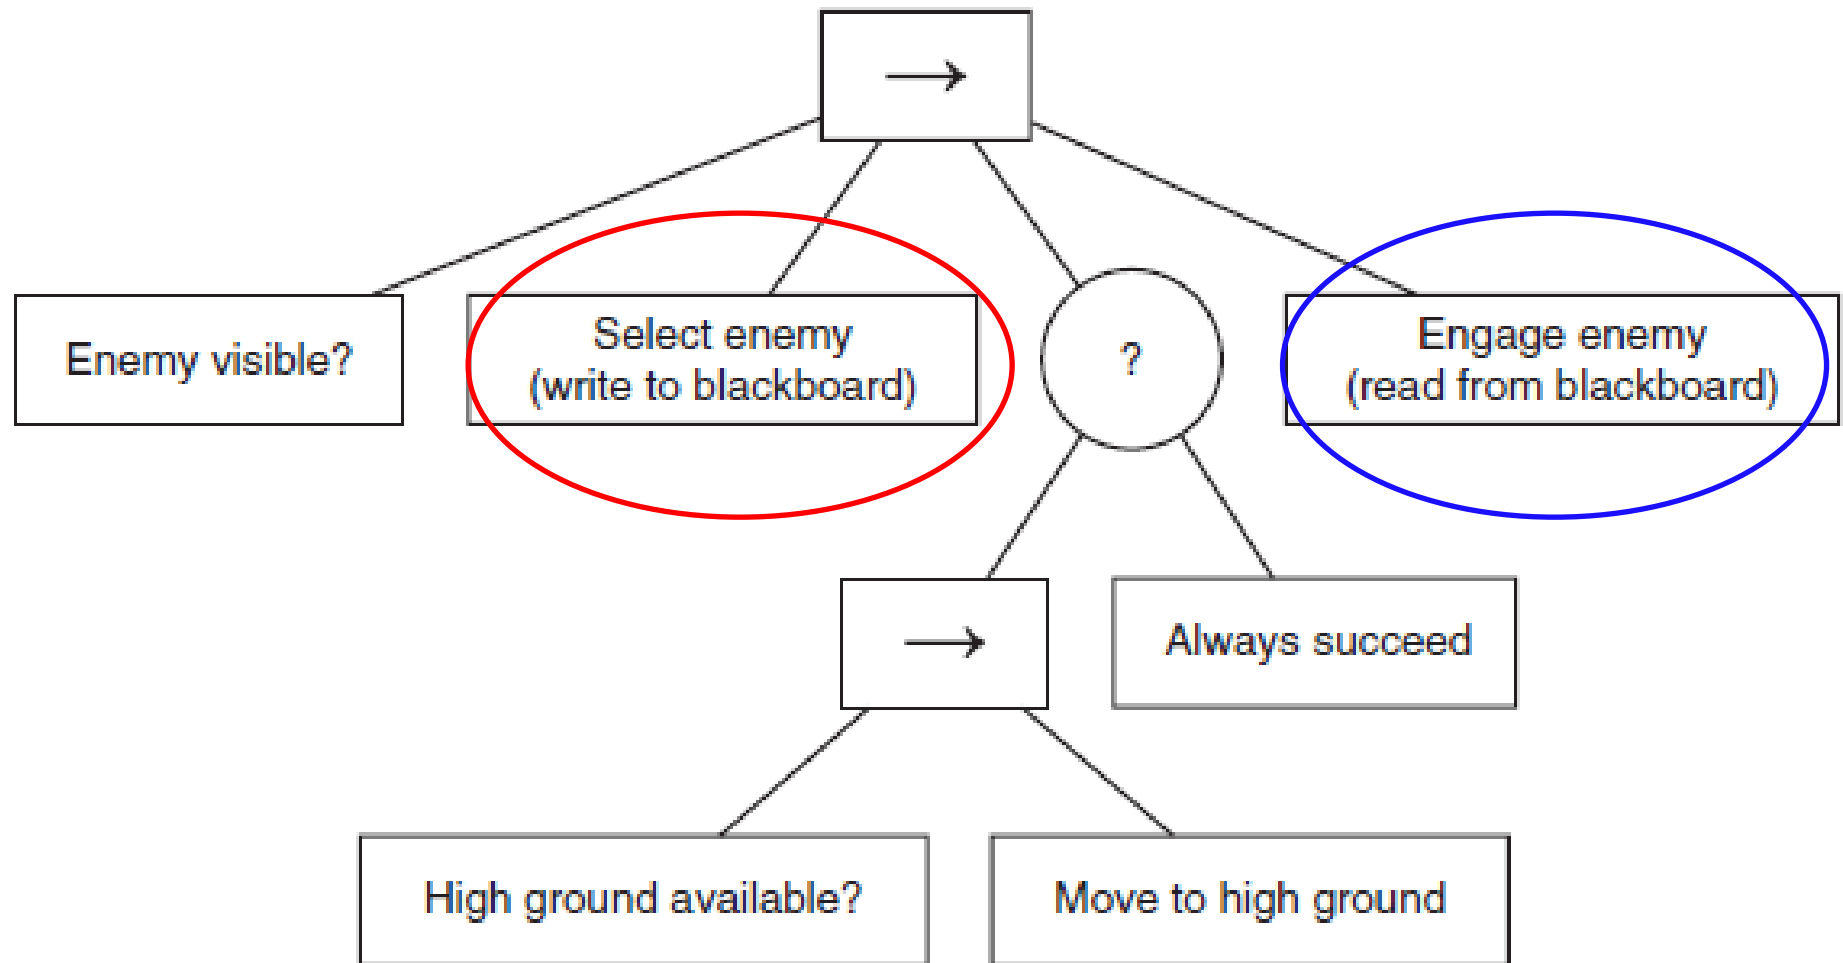 →
Enemy visible?
Select enemy
(write to blackboard)
?
Engage enemy
(read from blackboard)
→
Always succeed
High ground available?
Move to high ground